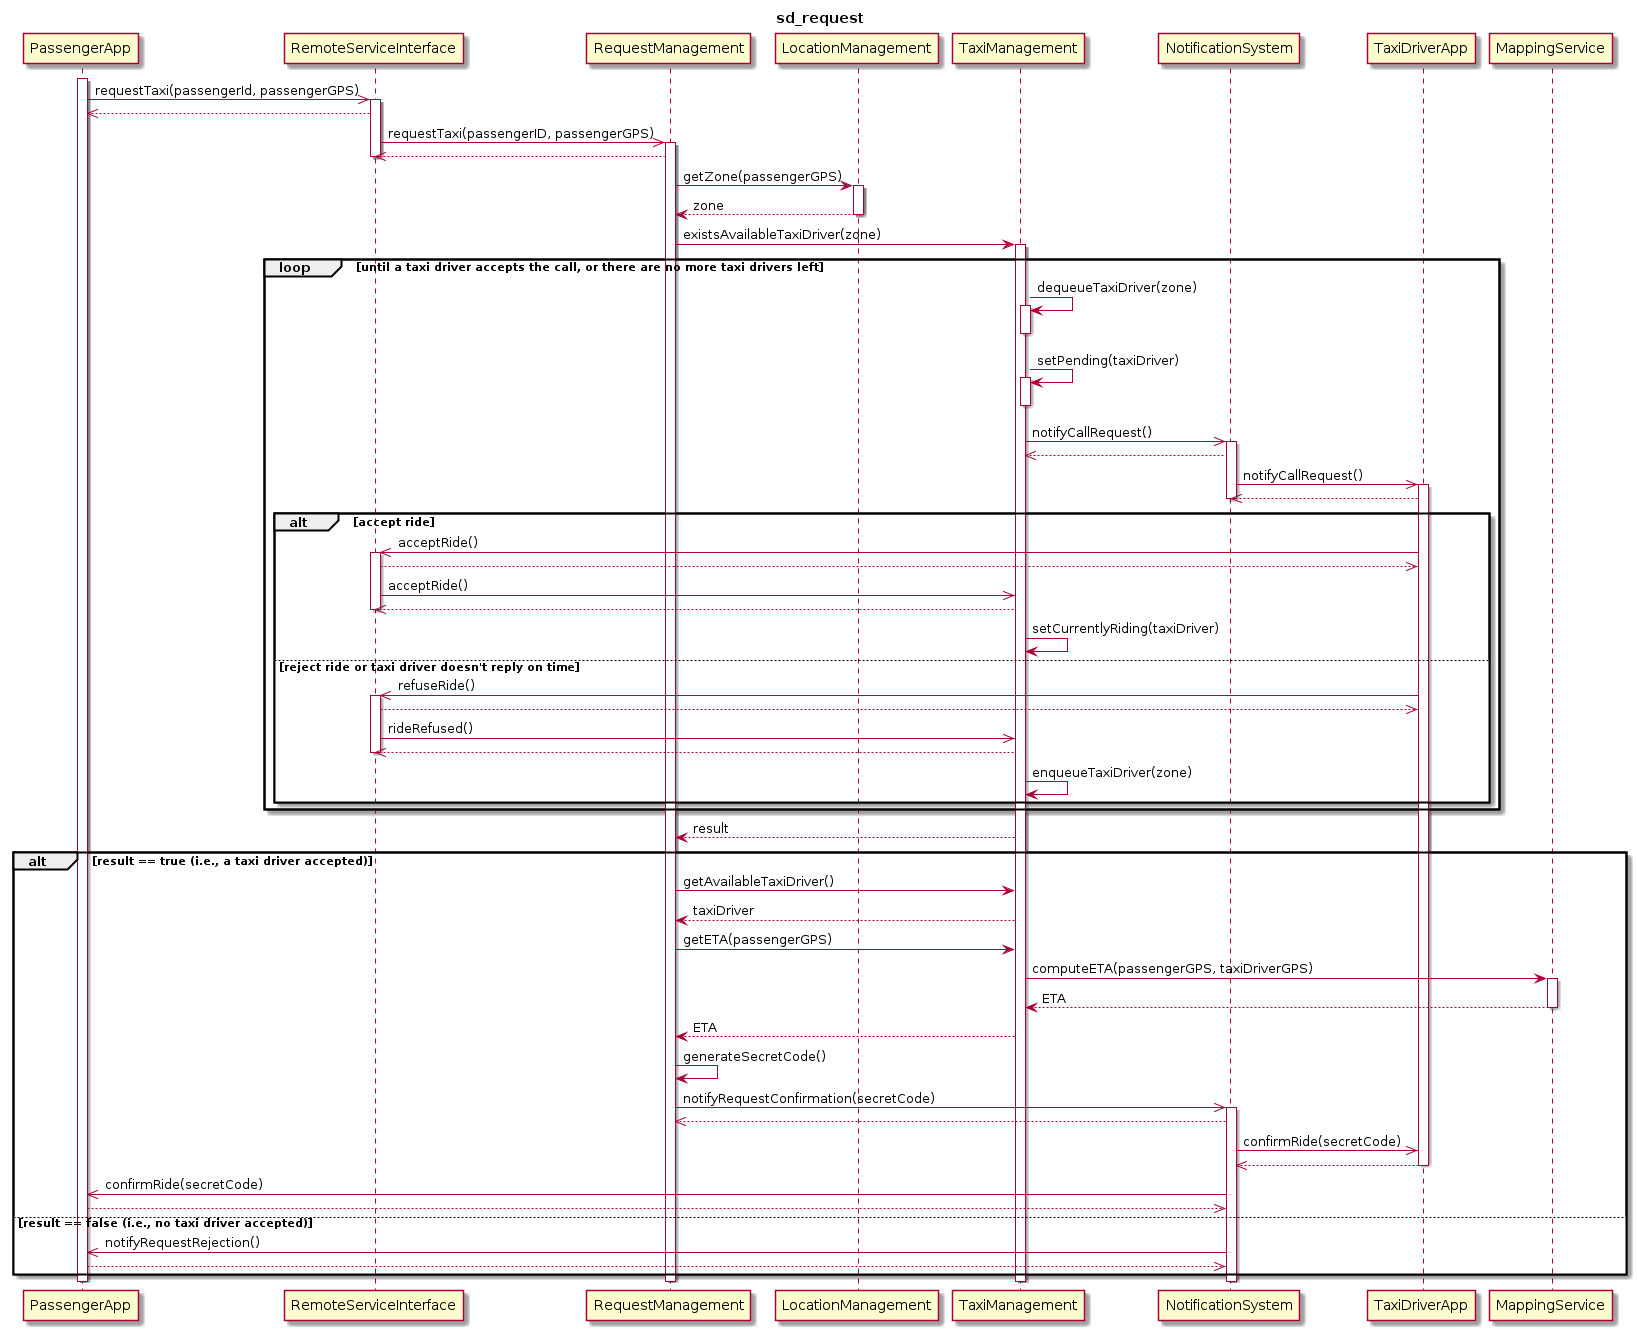 sd_request
PassengerApp RemoteServiceInterface RequestManagement LocationManagement TaxiManagement NotificationSystem TaxiDriverApp MappingService
requestTaxi(passengerId, passengerGPS)
requestTaxi(passengerID, passengerGPS)
getZone(passengerGPS)
zone
existsAvailableTaxiDriver(zone)
loop [until a taxi driver accepts the call, or there are no more taxi drivers left]
dequeueTaxiDriver(zone)
setPending(taxiDriver)
notifyCallRequest()
notifyCallRequest()
alt [accept ride]
acceptRide()
acceptRide()
setCurrentlyRiding(taxiDriver)
[reject ride or taxi driver doesn't reply on time]
refuseRide()
rideRefused()
enqueueTaxiDriver(zone)
result
alt [result == true (i.e., a taxi driver accepted)]
getAvailableTaxiDriver()
taxiDriver
getETA(passengerGPS)
computeETA(passengerGPS, taxiDriverGPS)
ETA
ETA
generateSecretCode()
notifyRequestConfirmation(secretCode)
confirmRide(secretCode)
confirmRide(secretCode)
[result == false (i.e., no taxi driver accepted)]
notifyRequestRejection()
PassengerApp RemoteServiceInterface RequestManagement LocationManagement TaxiManagement NotificationSystem TaxiDriverApp MappingService